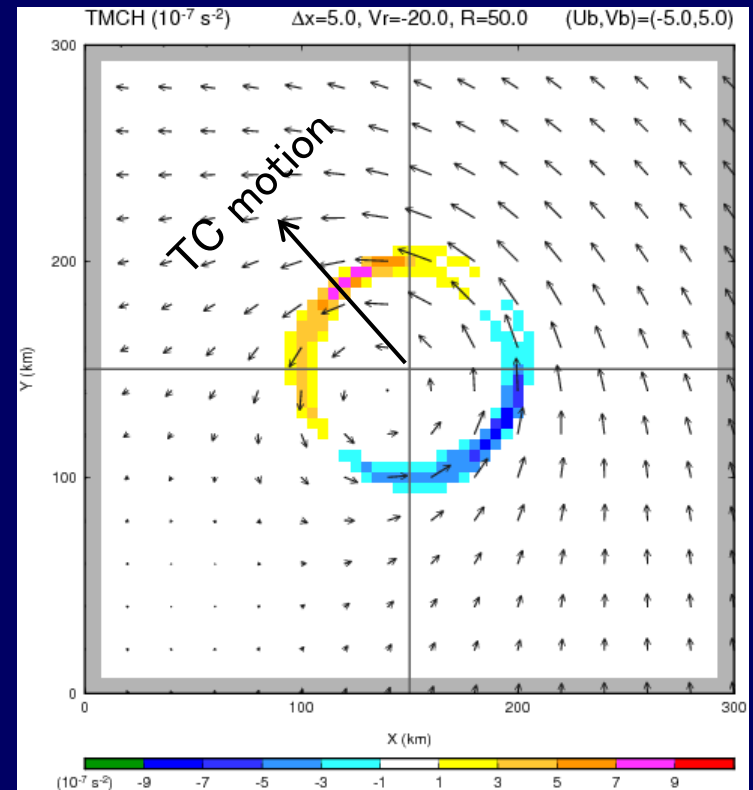 TMCH (10⁻⁷ s⁻²) Δx=5.0, Vr=-20.0, R=50.0 (Ub,Vb)=(-5.0,5.0)
300
TC motion
200
Y (km)
100
0
0 100 200 300
X (km)
(10⁻⁷ s⁻²) -9 -7 -5 -3 -1 1 3 5 7 9